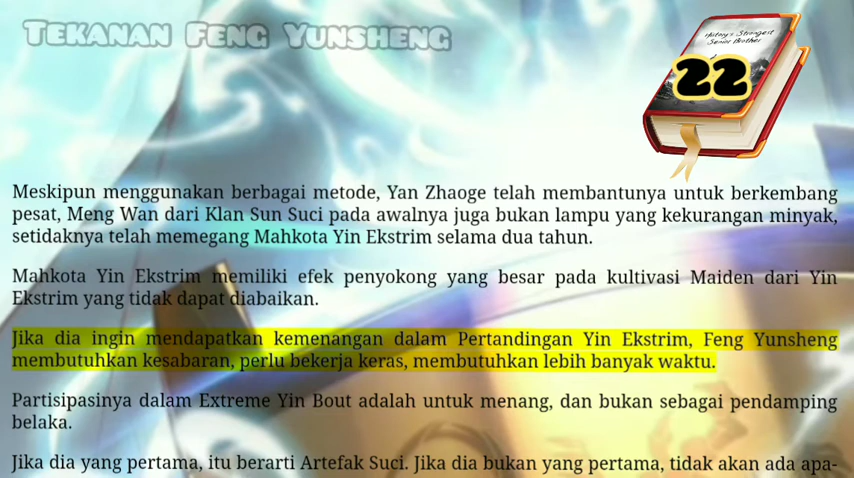 TEKANAN FENG YUNSHENG
History's Strongest
Senior Brother
22
Meskipun menggunakan berbagai metode, Yan Zhaoge telah membantunya untuk berkembang
pesat, Meng Wan dari Klan Sun Suci pada awalnya juga bukan lampu yang kekurangan minyak,
setidaknya telah memegang Mahkota Yin Ekstrim selama dua tahun.
Mahkota Yin Ekstrim memiliki efek penyokong yang besar pada kultivasi Maiden dari Yin
Ekstrim yang tidak dapat diabaikan.
Jika dia ingin mendapatkan kemenangan dalam Pertandingan Yin Ekstrim, Feng Yunsheng
membutuhkan kesabaran, perlu bekerja keras, membutuhkan lebih banyak waktu.
Partisipasinya dalam Extreme Yin Bout adalah untuk menang, dan bukan sebagai pendamping
belaka.
Jika dia yang pertama, itu berarti Artefak Suci. Jika dia bukan yang pertama, tidak akan ada apa-